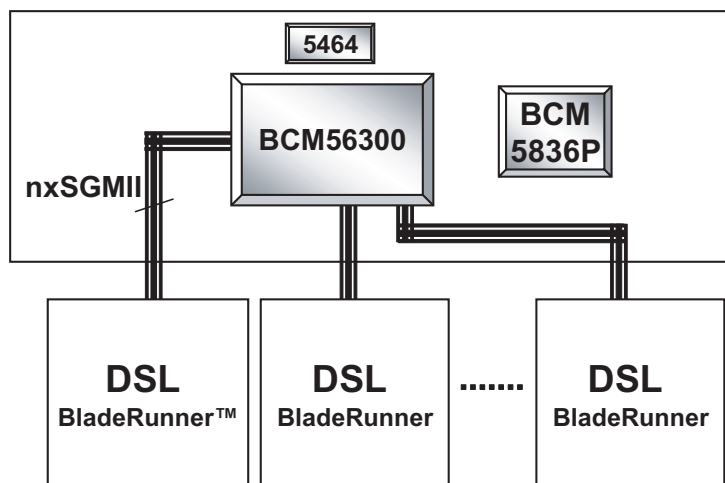 5464
BCM56300
BCM
5836P
nxSGMII
DSL
BladeRunner™
DSL
BladeRunner
.......
DSL
BladeRunner